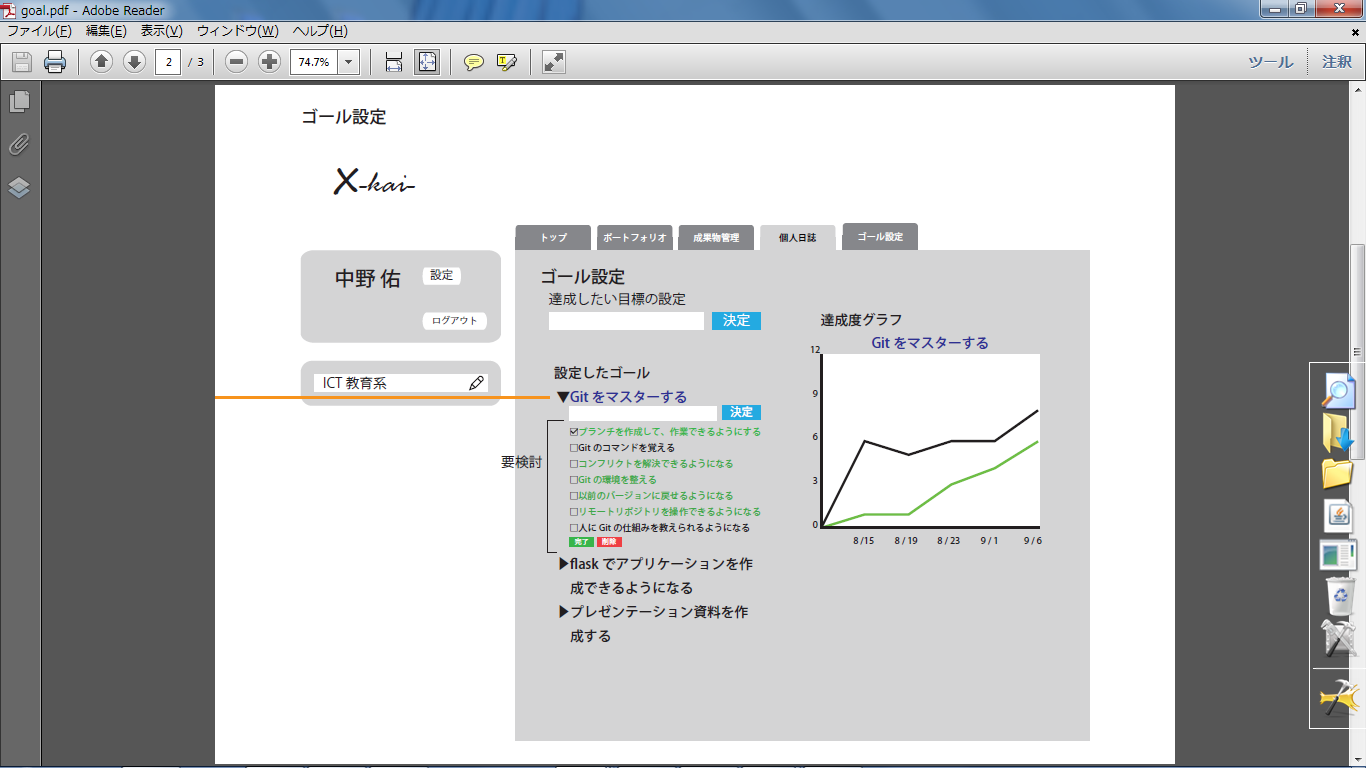 goal.pdf - Adobe Reader
ファイル(F) 編集(E) 表示(V) ウィンドウ(W) ヘルプ(H)
2 / 3 74.7% ツール 注釈
ゴール設定
X-kai-
トップ ポートフォリオ 成果物管理 個人日誌 ゴール設定
中野 佑 設定
ログアウト
ICT 教育系
ゴール設定
達成したい目標の設定
決定
設定したゴール
▼Git をマスターする
決定
要検討
☑ブランチを作成して、作業できるようにする
□Git のコマンドを覚える
□コンフリクトを解決できるようになる
□Git の環境を整える
□以前のバージョンに戻せるようになる
□リモートリポジトリを操作できるようになる
□人に Git の仕組みを教えられるようになる
完了 削除
▶flask でアプリケーションを作
成できるようになる
▶プレゼンテーション資料を作
成する
達成度グラフ
Git をマスターする
12
9
6
3
0
8 /15 8 / 19 8 / 23 9 / 1 9 / 6